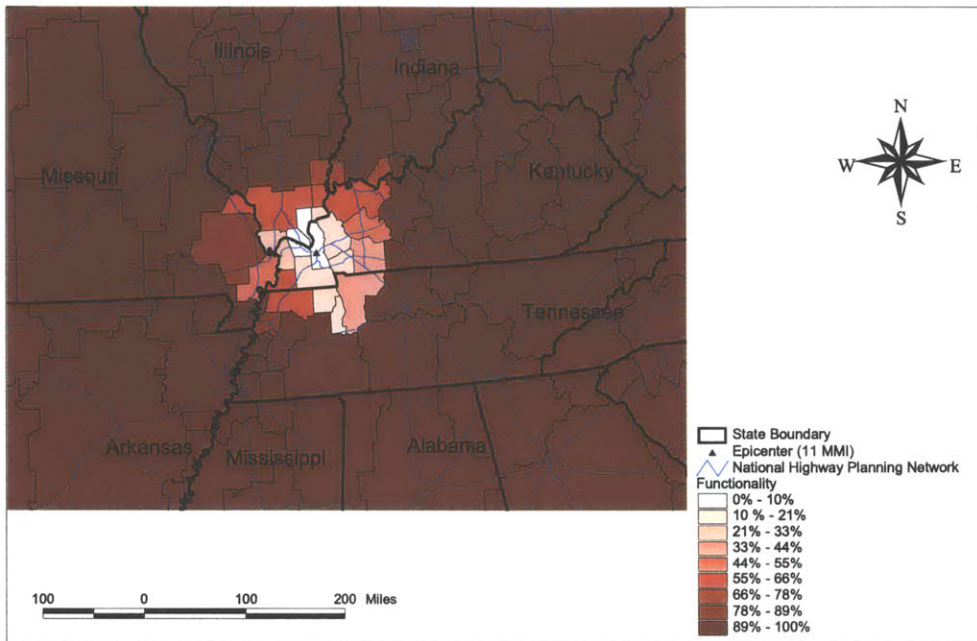 Illinois
Indiana
Missouri
Kentucky
Tennessee
Arkansas
Mississippi
Alabama
N
W E
S
State Boundary
Epicenter (11 MMI)
National Highway Planning Network
Functionality
0% - 10%
10 % - 21%
21% - 33%
33% - 44%
44% - 55%
55% - 66%
66% - 78%
78% - 89%
89% - 100%
100 0 100 200 Miles